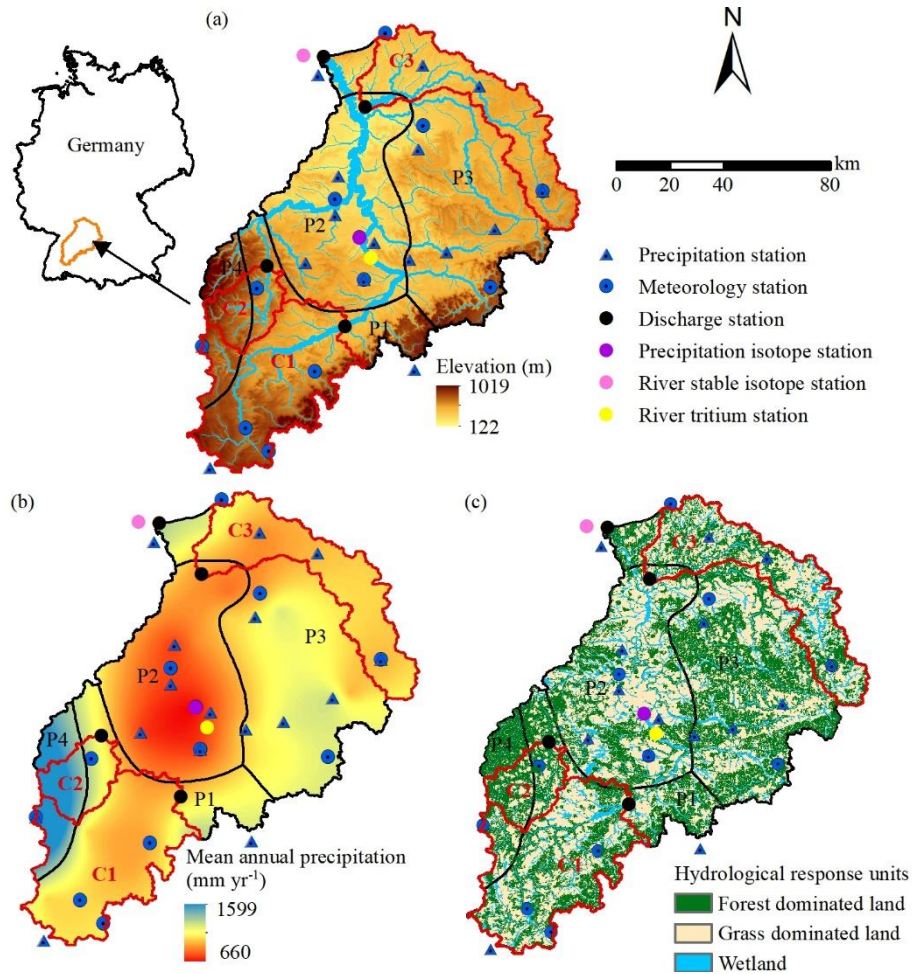 (a)
N
Germany
C3
km
0 20 40 80
P3
P2
P4
C2
P1
C1
Elevation (m)
1019
122
Precipitation station
Meteorology station
Discharge station
Precipitation isotope station
River stable isotope station
River tritium station
(b)
C3
P3
P2
P4
C2
P1
C1
Mean annual precipitation
(mm yr⁻¹)
1599
660
(c)
C3
P3
P2
P4
C2
P1
C1
Hydrological response units
Forest dominated land
Grass dominated land
Wetland